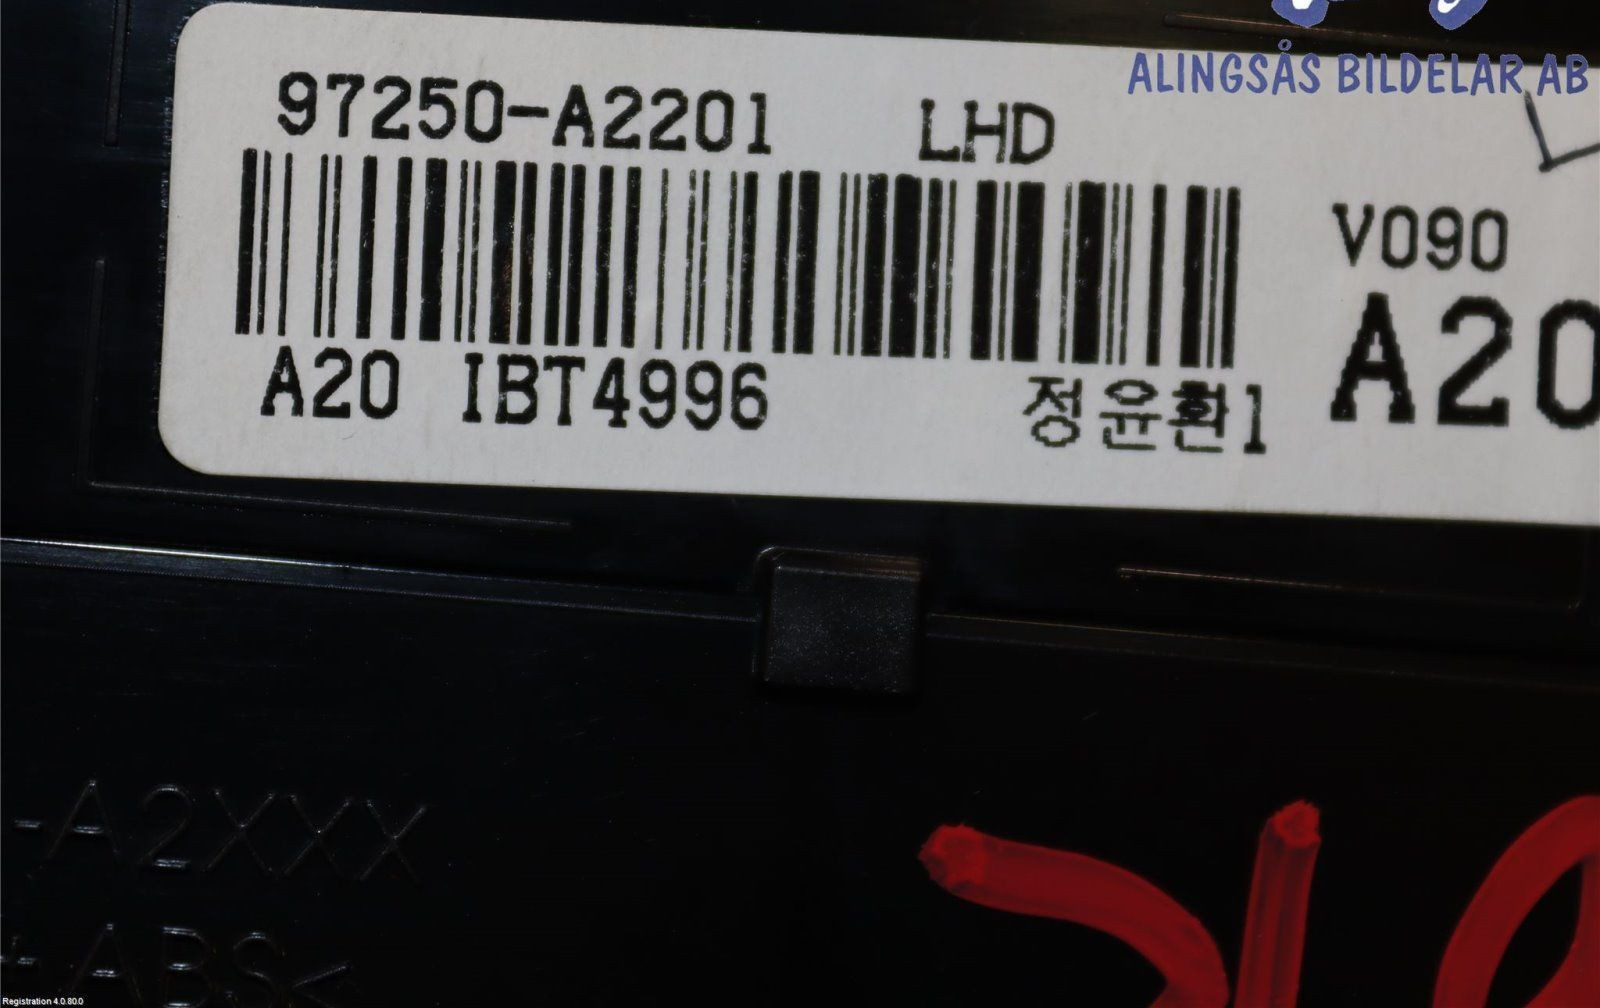 ALINGSÅS BILDELAR AB
97250-A2201 LHD
V090
A20
A20 IBT4996 정윤환1
-A2XXX
ABS<
Registration 4.0.80.0